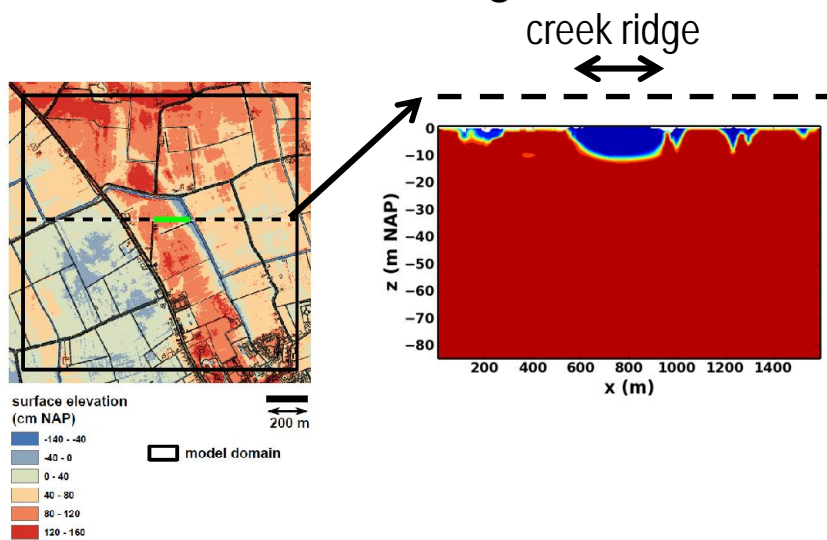 creek ridge
0
−10
−20
−30
−40
−50
−60
−70
−80
z (m NAP)
200 400 600 800 1000 1200 1400
x (m)
surface elevation
(cm NAP)
-140 - -40
-40 - 0
0 - 40
40 - 80
80 - 120
120 - 160
200 m
model domain